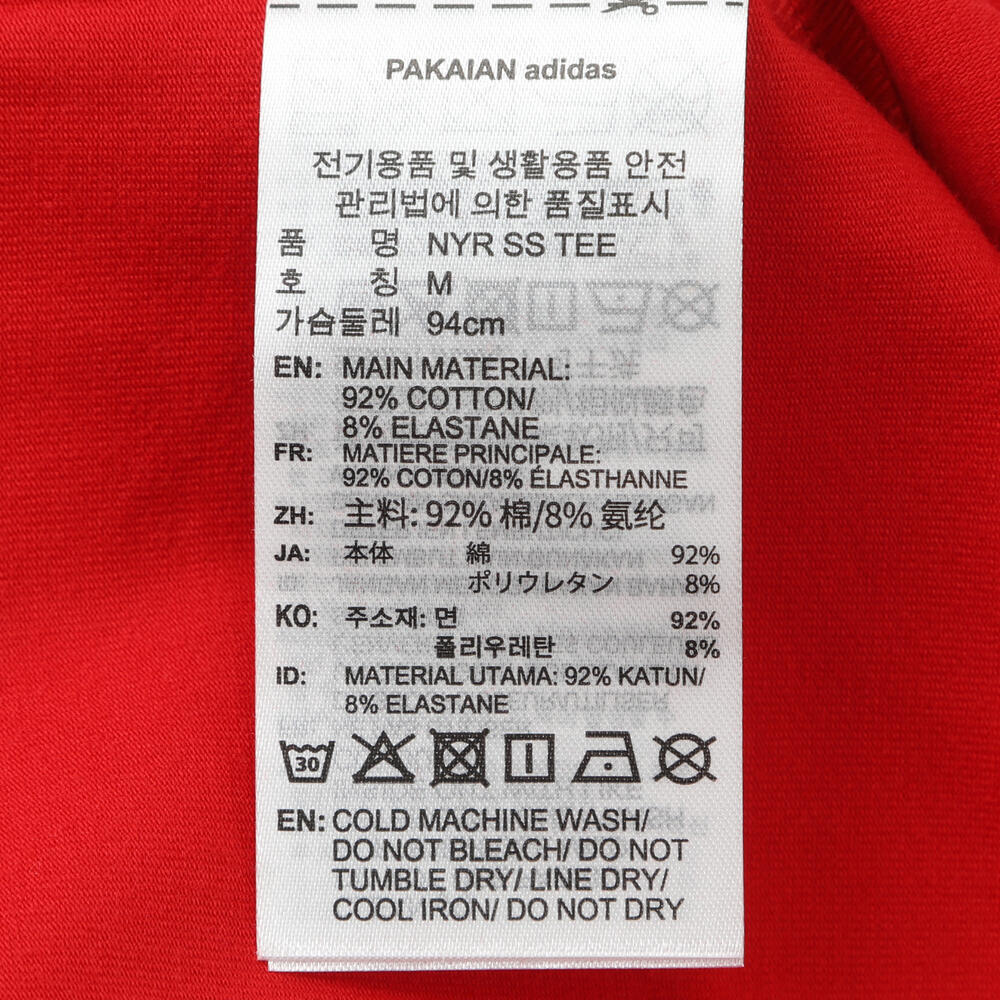 PAKAIAN adidas
전기용품 및 생활용품 안전
관리법에 의한 품질표시
품 명 NYR SS TEE
호 칭 M
가슴둘레 94cm
EN: MAIN MATERIAL:
92% COTTON/
8% ELASTANE
FR: MATIERE PRINCIPALE:
92% COTON/8% ÉLASTHANNE
ZH: 主料: 92% 棉/8% 氨纶
JA: 本体 綿 92%
ポリウレタン 8%
KO: 주소재: 면 92%
폴리우레탄 8%
ID: MATERIAL UTAMA: 92% KATUN/
8% ELASTANE
30
EN: COLD MACHINE WASH/
DO NOT BLEACH/ DO NOT
TUMBLE DRY/ LINE DRY/
COOL IRON/ DO NOT DRY